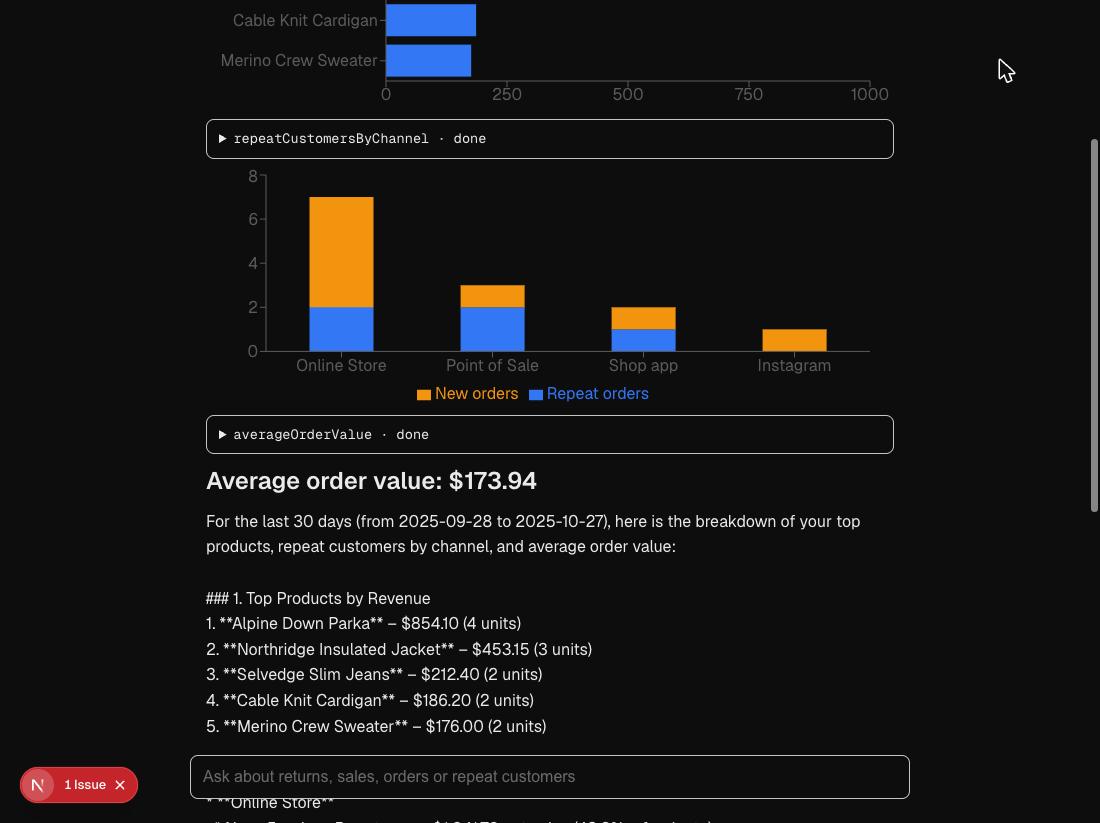 Cable Knit Cardigan
Merino Crew Sweater
0 250 500 750 1000
▶ repeatCustomersByChannel · done
8
6
4
2
0
Online Store Point of Sale Shop app Instagram
New orders Repeat orders
▶ averageOrderValue · done
Average order value: $173.94
For the last 30 days (from 2025-09-28 to 2025-10-27), here is the breakdown of your top
products, repeat customers by channel, and average order value:
### 1. Top Products by Revenue
1. **Alpine Down Parka** – $854.10 (4 units)
2. **Northridge Insulated Jacket** – $453.15 (3 units)
3. **Selvedge Slim Jeans** – $212.40 (2 units)
4. **Cable Knit Cardigan** – $186.20 (2 units)
5. **Merino Crew Sweater** – $176.00 (2 units)
Ask about returns, sales, orders or repeat customers
N 1 Issue ×
* **Online Store**